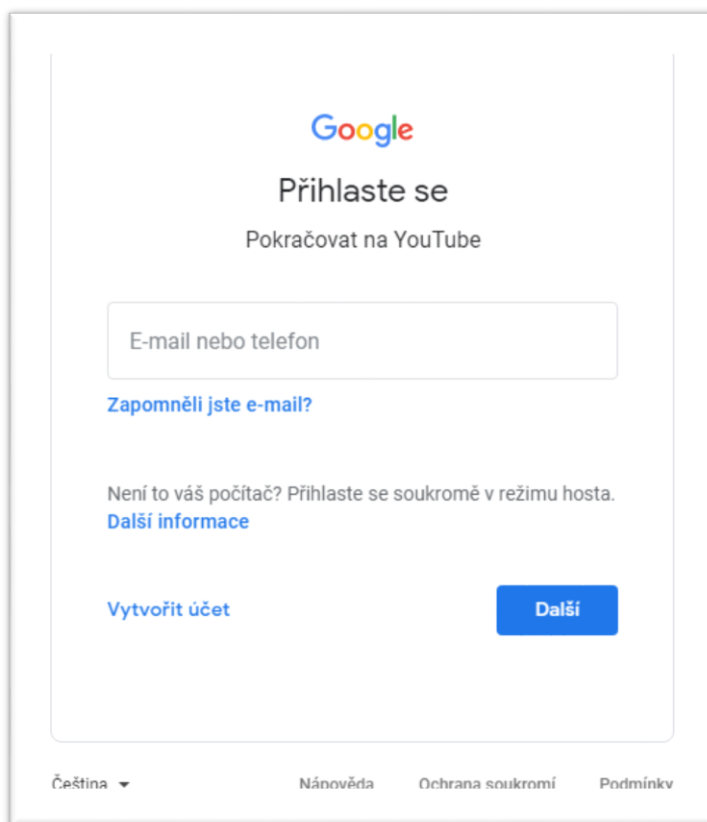 Google
Přihlaste se
Pokračovat na YouTube
E-mail nebo telefon
Zapomněli jste e-mail?
Není to váš počítač? Přihlaste se soukromě v režimu hosta.
Další informace
Vytvořit účet Další
Čeština Nápověda Ochrana soukromí Podmínky